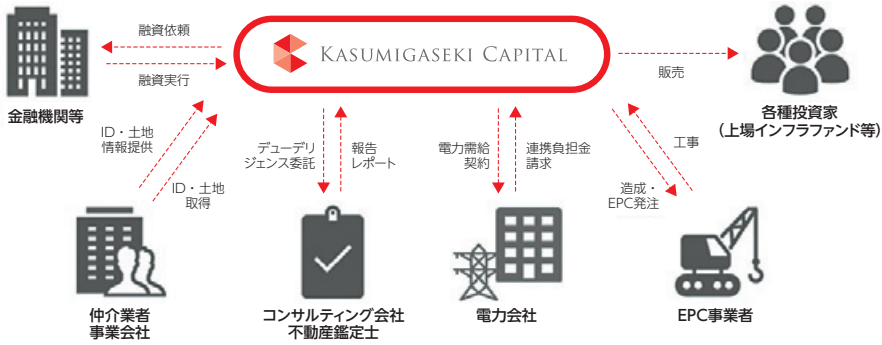 融資依頼
KASUMIGASEKI CAPITAL
融資実行
販売
金融機関等
各種投資家
（上場インフラファンド等）
ID・土地
情報提供
ID・土地
取得
デューデリ
ジェンス委託
報告
レポート
電力需給
契約
連携負担金
請求
工事
造成・
EPC発注
仲介業者
事業会社
コンサルティング会社
不動産鑑定士
電力会社
EPC事業者